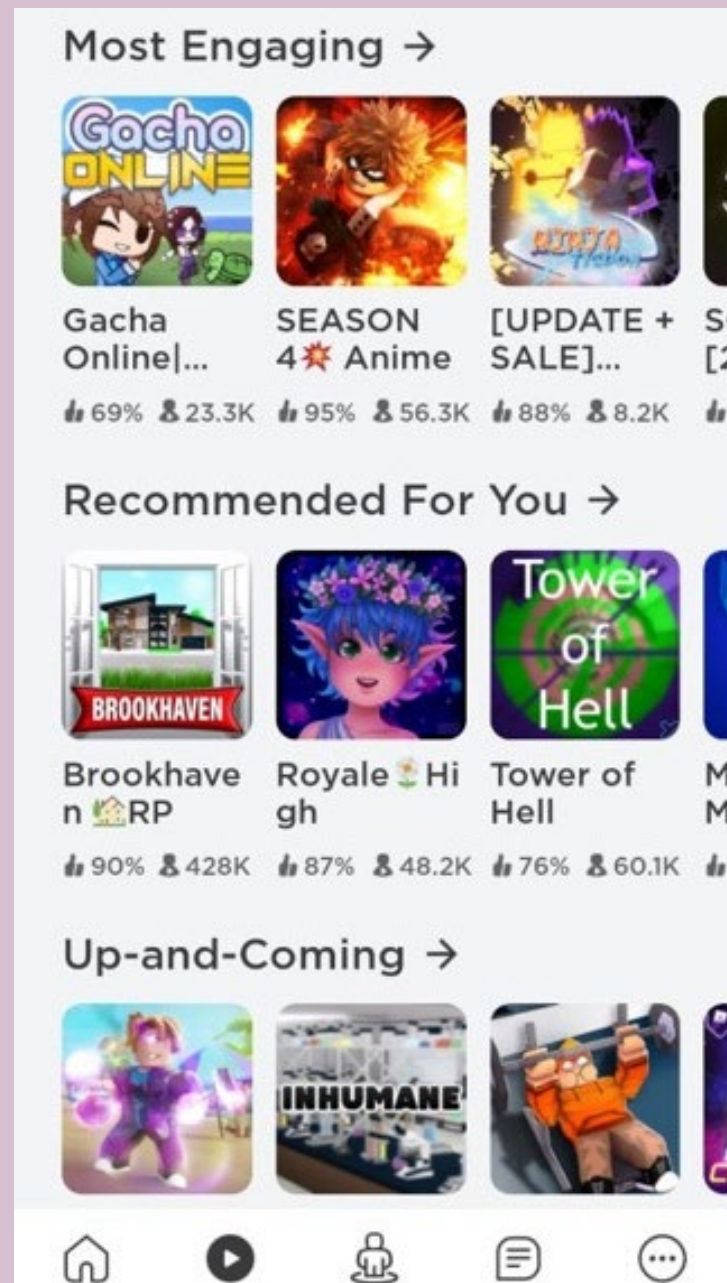 Most Engaging →
Gacha
ONLINE
NINJA
Gacha
Online|...
SEASON
4💥 Anime
[UPDATE +
SALE]...
69% 23.3K
95% 56.3K
88% 8.2K
Recommended For You →
BROOKHAVEN
Tower
of
Hell
Brookhave
n 🏡RP
Royale🌼Hi
gh
Tower of
Hell
90% 428K
87% 48.2K
76% 60.1K
Up-and-Coming →
INHUMANE